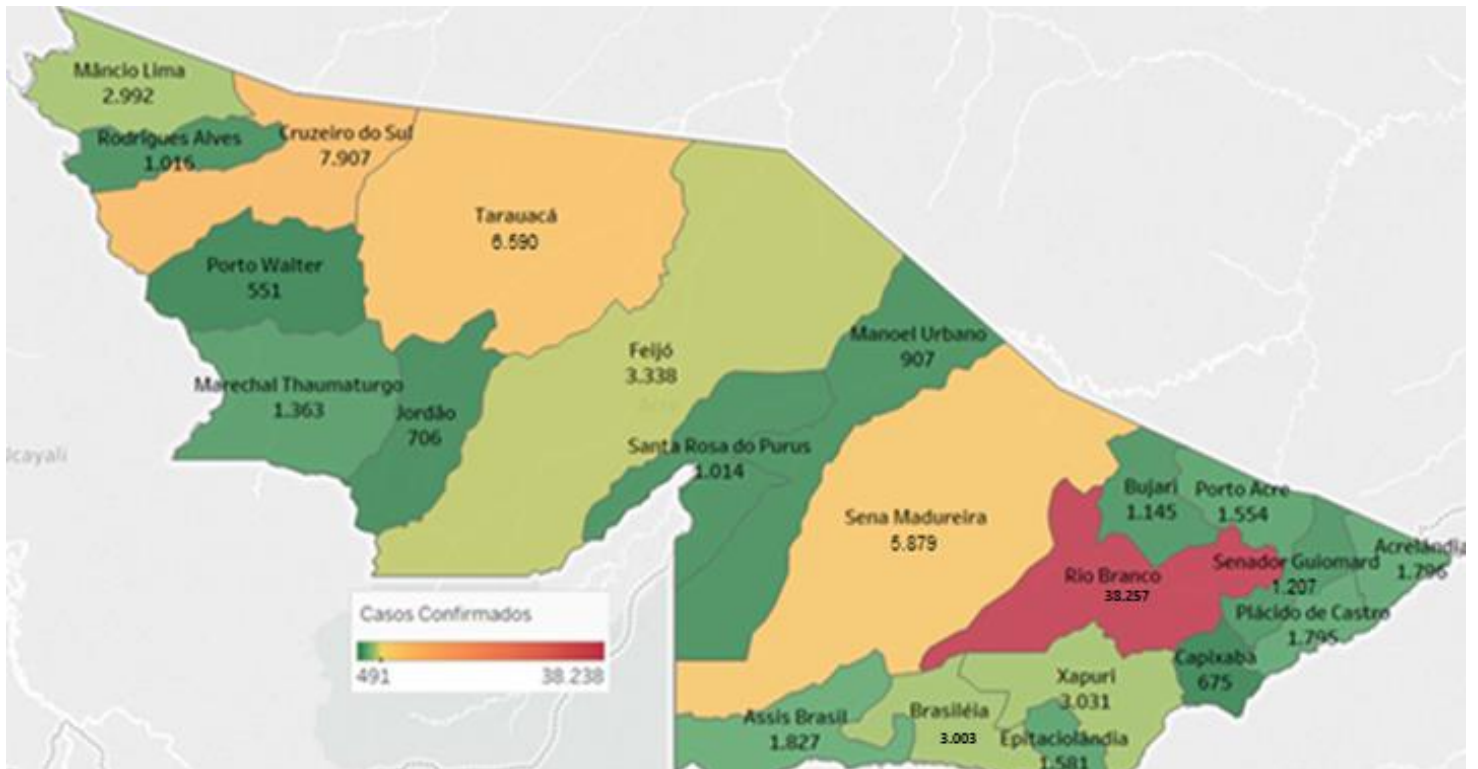 Mâncio Lima
2.992
Rodrigues Alves
1.016
Cruzeiro do Sul
7.907
Tarauacá
6.590
Porto Walter
551
Marechal Thaumaturgo
1.363
Jordão
706
Feijó
3.338
Manoel Urbano
907
Santa Rosa do Purus
1.014
Sena Madureira
5.879
Bujari
1.145
Porto Acre
1.554
Senador Guiomard
1.207
Acrelândia
1.796
Rio Branco
38.257
Plácido de Castro
1.795
Capixaba
675
Xapuri
3.031
Assis Brasil
1.827
Brasiléia
3.003
Epitaciolândia
1.581
Casos Confirmados
491
38.238